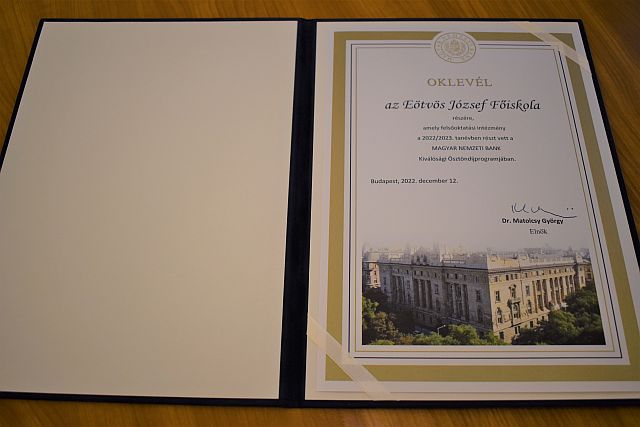 OKLEVÉL
az Eötvös József Főiskola
részére,
amely felsőoktatási intézmény
a 2022/2023. tanévben részt vett a
MAGYAR NEMZETI BANK
Kiválósági Ösztöndíjprogramjában.
Budapest, 2022. december 12.
Dr. Matolcsy György
Elnök